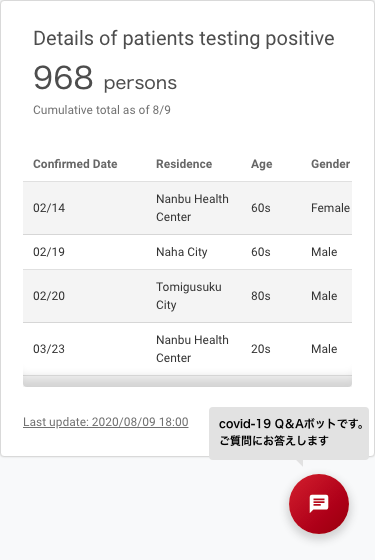 Details of patients testing positive
968 persons
Cumulative total as of 8/9
Confirmed Date Residence Age Gender
02/14 Nanbu Health Center 60s Female
02/19 Naha City 60s Male
02/20 Tomigusuku City 80s Male
03/23 Nanbu Health Center 20s Male
Last update: 2020/08/09 18:00
covid-19 Q&Aボットです。
ご質問にお答えします